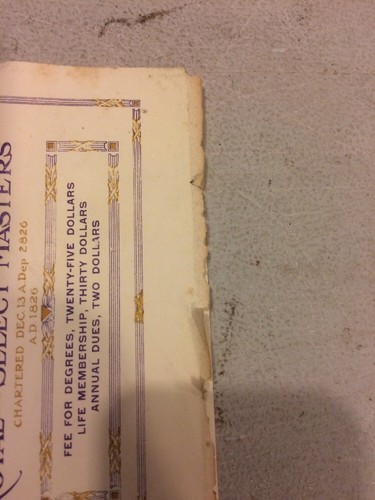 SELECT MASTERS
CHARTERED DEC. 13 A Dep 2826
A.D. 1826
FEE FOR DEGREES, TWENTY-FIVE DOLLARS
LIFE MEMBERSHIP, THIRTY DOLLARS
ANNUAL DUES, TWO DOLLARS